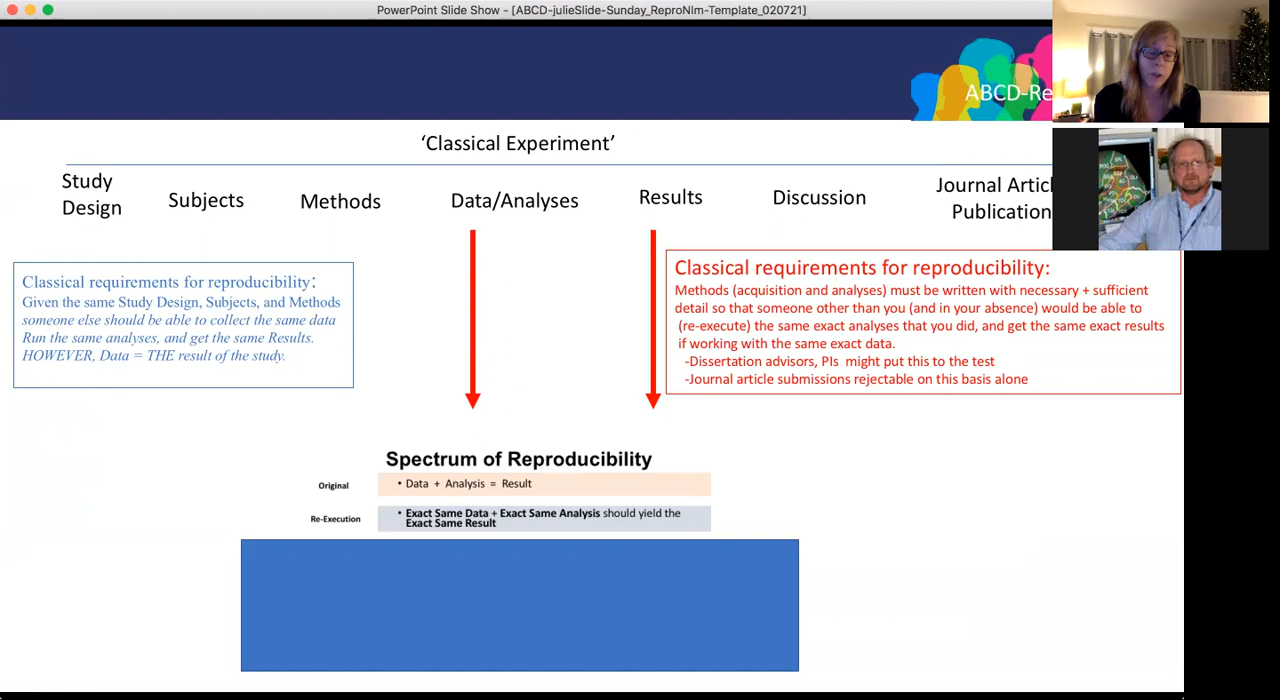 PowerPoint Slide Show - [ABCD-julieSlide-Sunday_ReproNIm-Template_020721]
ABCD-Re
‘Classical Experiment’
Study
Design
Subjects
Methods
Data/Analyses
Results
Discussion
Journal Articl
Publication
Classical requirements for reproducibility:
Given the same Study Design, Subjects, and Methods
someone else should be able to collect the same data
Run the same analyses, and get the same Results.
HOWEVER, Data = THE result of the study.
Classical requirements for reproducibility:
Methods (acquisition and analyses) must be written with necessary + sufficient
detail so that someone other than you (and in your absence) would be able to
(re-execute) the same exact analyses that you did, and get the same exact results
if working with the same exact data.
-Dissertation advisors, PIs might put this to the test
-Journal article submissions rejectable on this basis alone
Spectrum of Reproducibility
Original
• Data + Analysis = Result
Re-Execution
• Exact Same Data + Exact Same Analysis should yield the
Exact Same Result